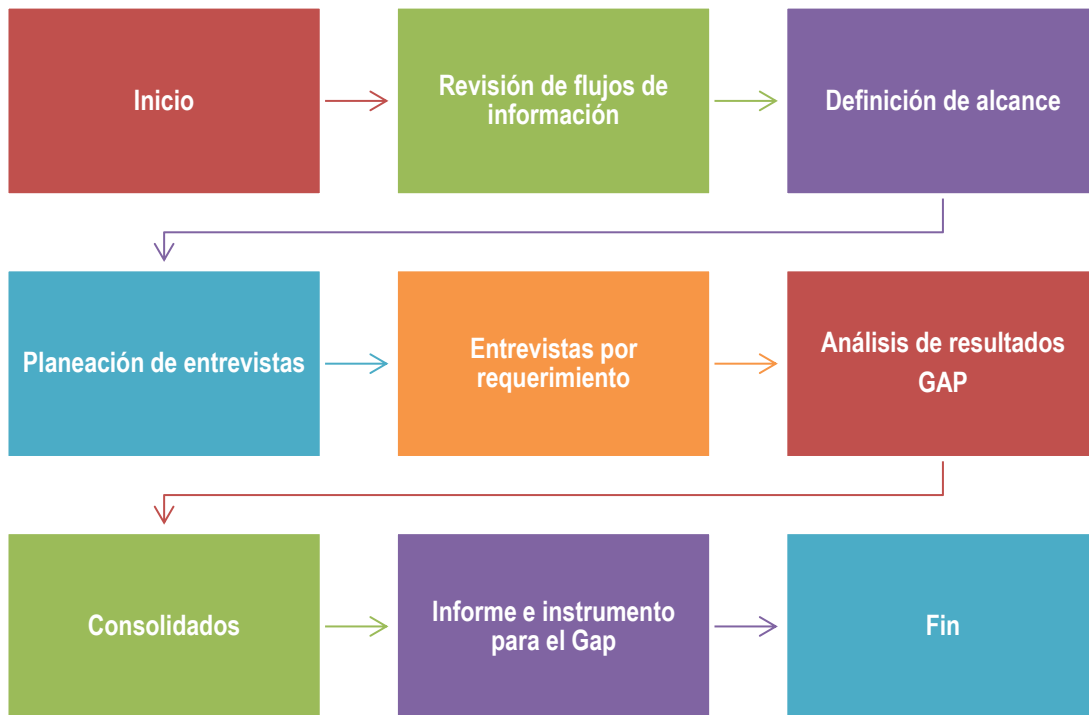 Inicio
Revisión de flujos de
información
Definición de alcance
Planeación de entrevistas
Entrevistas por
requerimiento
Análisis de resultados
GAP
Consolidados
Informe e instrumento
para el Gap
Fin